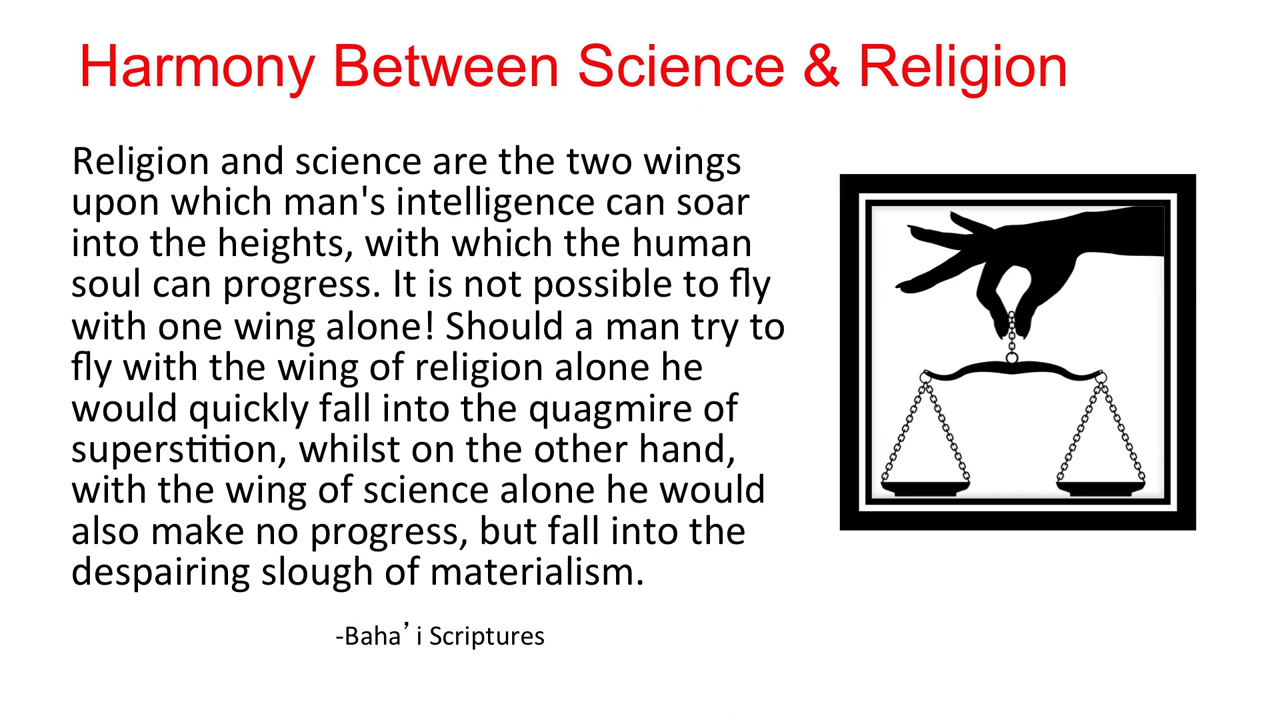 Harmony Between Science & Religion
Religion and science are the two wings
upon which man's intelligence can soar
into the heights, with which the human
soul can progress. It is not possible to fly
with one wing alone! Should a man try to
fly with the wing of religion alone he
would quickly fall into the quagmire of
superstition, whilst on the other hand,
with the wing of science alone he would
also make no progress, but fall into the
despairing slough of materialism.
-Baha’i Scriptures